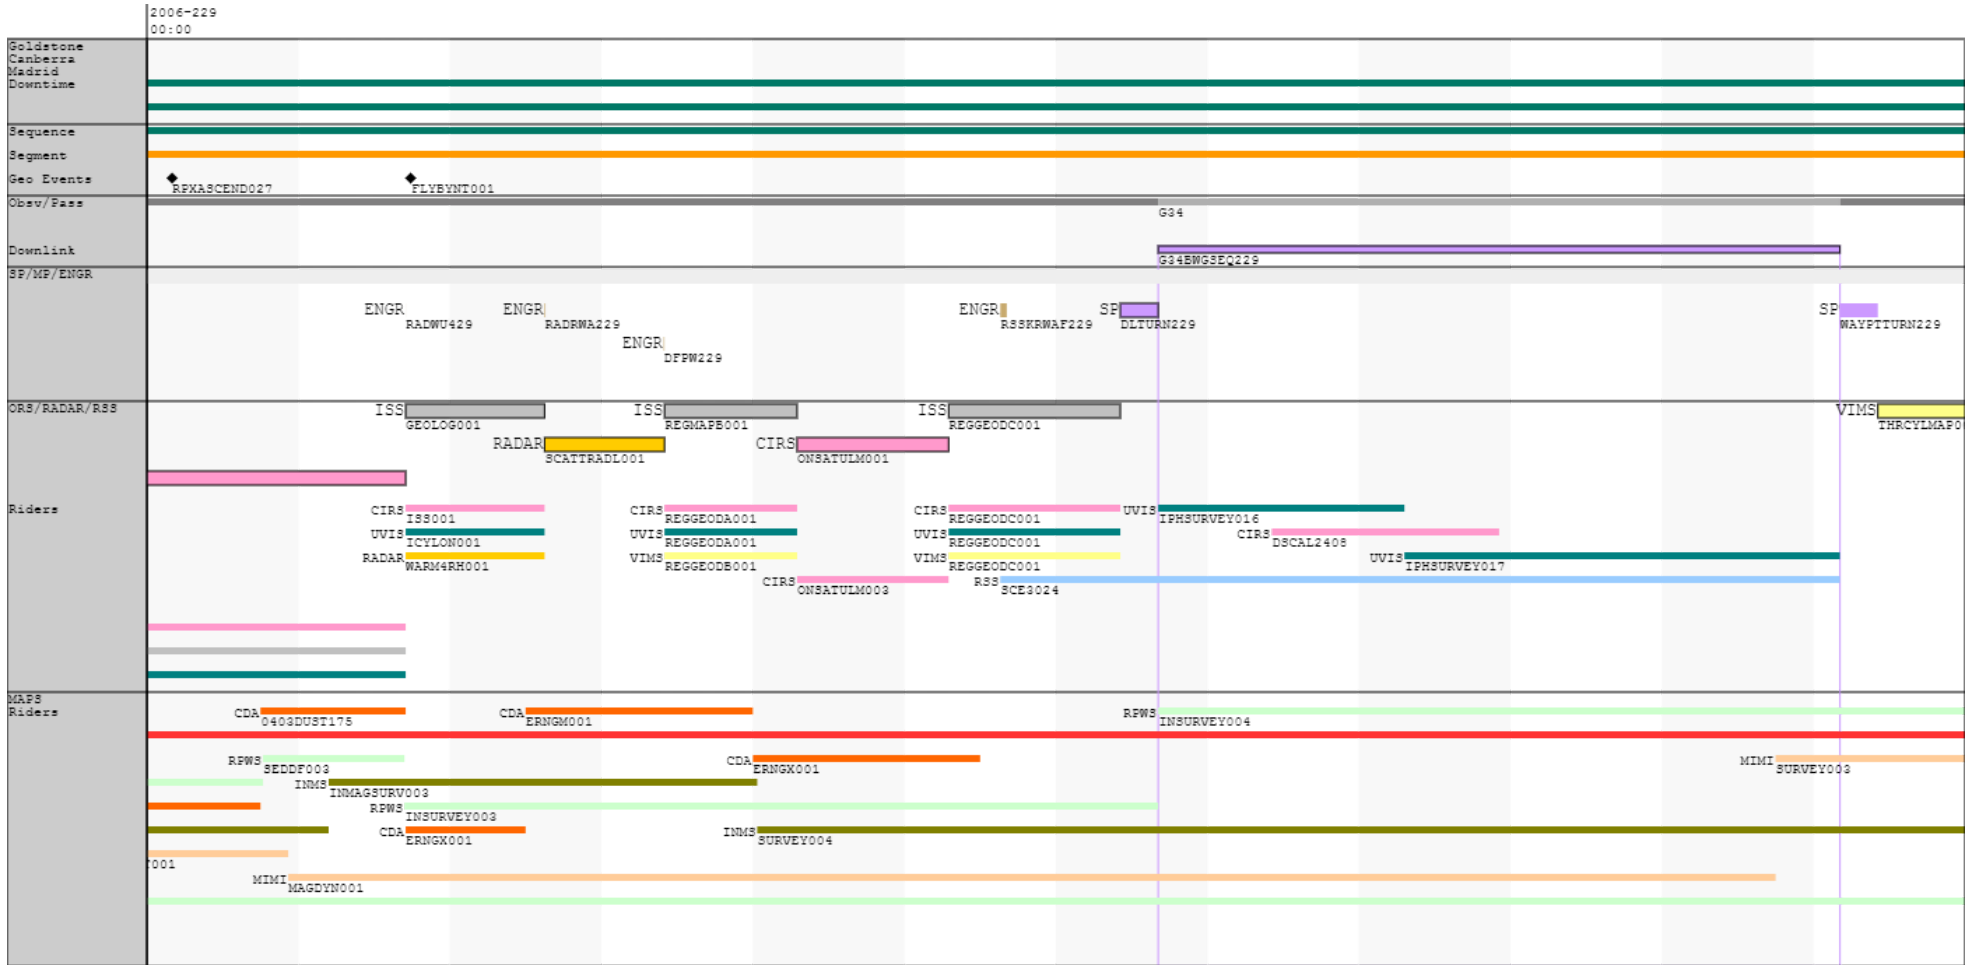 2006-229
00:00
Goldstone
Canberra
Madrid
Downtime
Sequence
Segment
Geo Events
RPXASCEND027
FLYBYNT001
Obsv/Pass
G34
Downlink
G34BWGSEQ229
SP/MP/ENGR
ENGR
RADWU429
ENGR
RADRWA229
ENGR
RSSKRWAF229
SP
DLTURN229
SP
WAYPTTURN229
ENGR
DFPW229
ORS/RADAR/RSS
ISS
GEOLOG001
ISS
REGMAPB001
ISS
REGGEODC001
VIMS
THRCYLMAP0
RADAR
SCATTRADL001
CIRS
ONSATULM001
Riders
CIRS
ISS001
CIRS
REGGEODA001
CIRS
REGGEODC001
UVIS
IPHSURVEY016
UVIS
ICYLON001
UVIS
REGGEODA001
UVIS
REGGEODC001
CIRS
DSCAL2408
RADAR
WARM4RH001
VIMS
REGGEODB001
VIMS
REGGEODC001
UVIS
IPHSURVEY017
CIRS
ONSATULM003
RSS
SCE3024
MAPS
Riders
CDA
0403DUST175
CDA
ERNGM001
RPWS
INSURVEY004
RPWS
SEDDF003
CDA
ERNGX001
MIMI
SURVEY003
INMS
INMAGSURV003
RPWS
INSURVEY003
CDA
ERNGX001
INMS
SURVEY004
001
MIMI
MAGDYN001